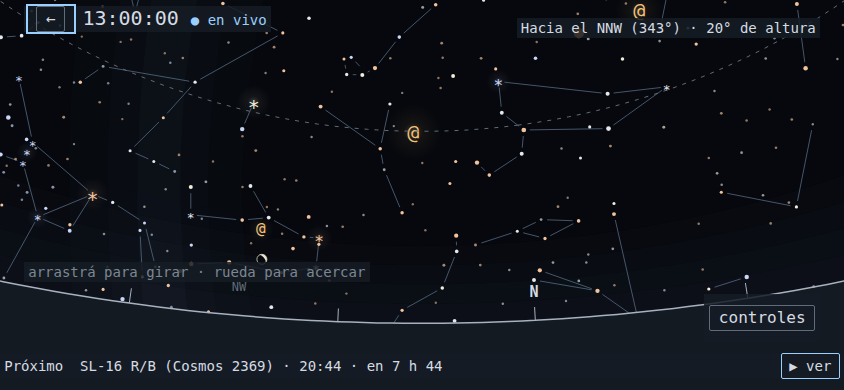 ← 13:00:00 ● en vivo
Hacia el NNW (343°) · 20° de altura
arrastrá para girar · rueda para acercar
NW
N
controles
Próximo SL-16 R/B (Cosmos 2369) · 20:44 · en 7 h 44
▶ ver